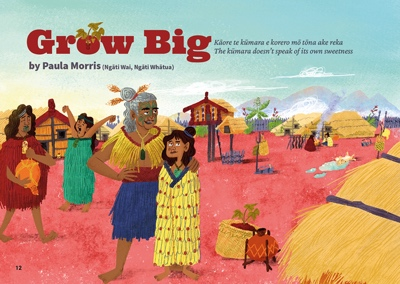 Grow Big
by Paula Morris (Ngāti Wai, Ngāti Whātua)
Kāore te kūmara e korero mō tōna ake reka
The kūmara doesn't speak of its own sweetness
12